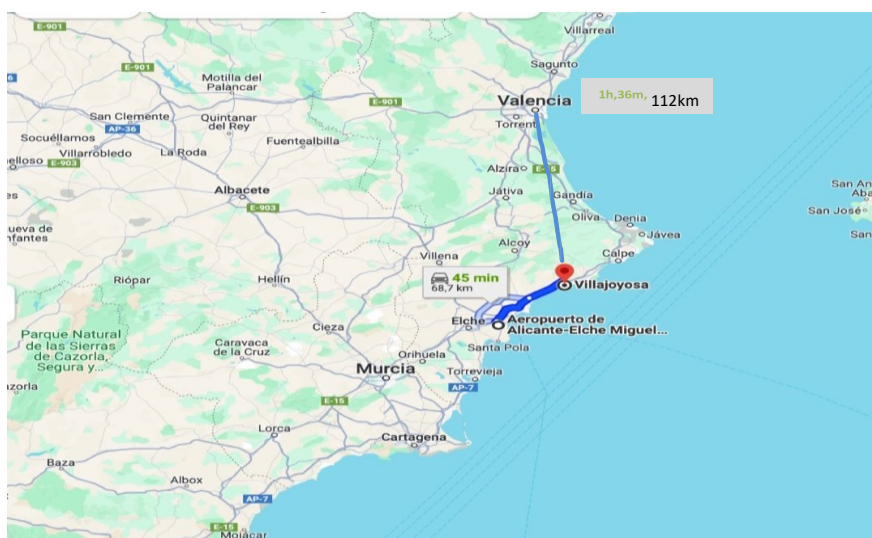 Villarreal
E-901
Sagunto
E-901
Motilla del
Palancar
1h,36m, 112km
Valencia
E-901
San Clemente
Quintanar
del Rey
Torrent
AP-36
Socuéllamos
Fuentealbilla
Villarrobledo
La Roda
E-903
Alzira
E-15
Albacete
Játiva
Gandía
E-903
Oliva
Denia
San José
Jávea
Alcoy
Villena
Calpe
45 min
68,7 km
Riópar
Hellín
Villajoyosa
Elche
Aeropuerto de
Alicante-Elche Miguel...
Cieza
Parque Natural
de las Sierras
de Cazorla,
Segura y...
Caravaca
de la Cruz
Orihuela
Santa Pola
Murcia
Torrevieja
AP-7
E-15
Lorca
Cartagena
Baza
Albox
AP-7
E-15
Mojácar